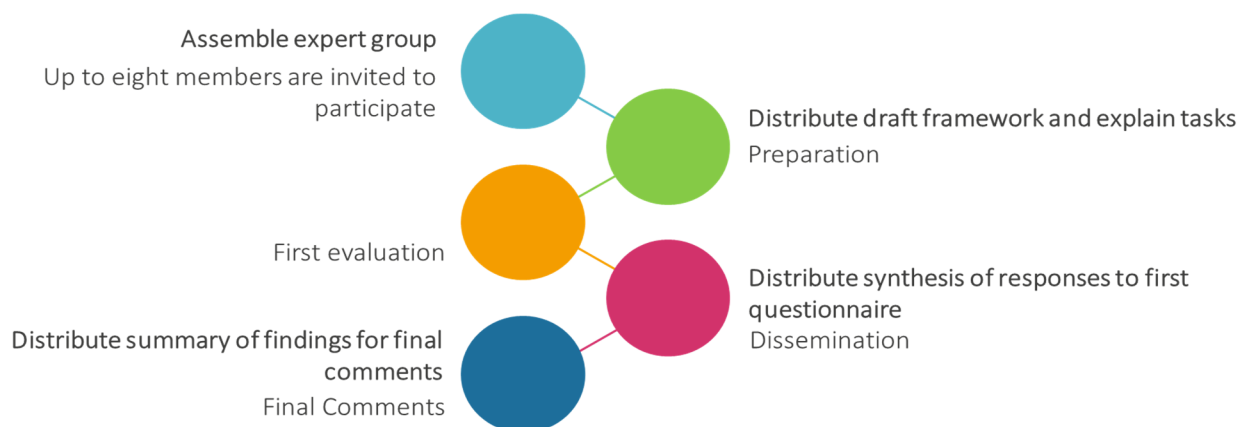 Assemble expert group
Up to eight members are invited to
participate
Distribute draft framework and explain tasks
Preparation
First evaluation
Distribute synthesis of responses to first
questionnaire
Dissemination
Distribute summary of findings for final
comments
Final Comments